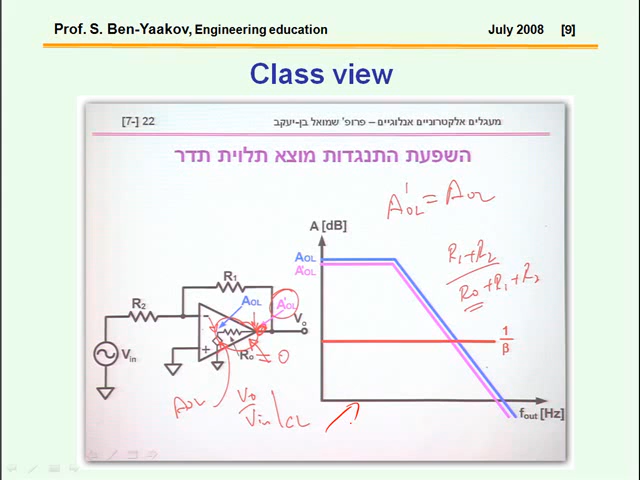 Prof. S. Ben-Yaakov, Engineering education July 2008 [9]
Class view
[7-] 22 מעגלים אלקטרוניים אנלוגיים – פרופ' שמואל בן-יעקב
השפעת התנגדות מוצא תלוית תדר
A'OL = AOL
A [dB]
AOL
A'OL
R1+R2
Ro+R1+R2
R1
R2
AOL
A'OL
Vo
Vin
−
+
Ro = 0
1
β
AOL
Vo
Vin CL
?
fout [Hz]